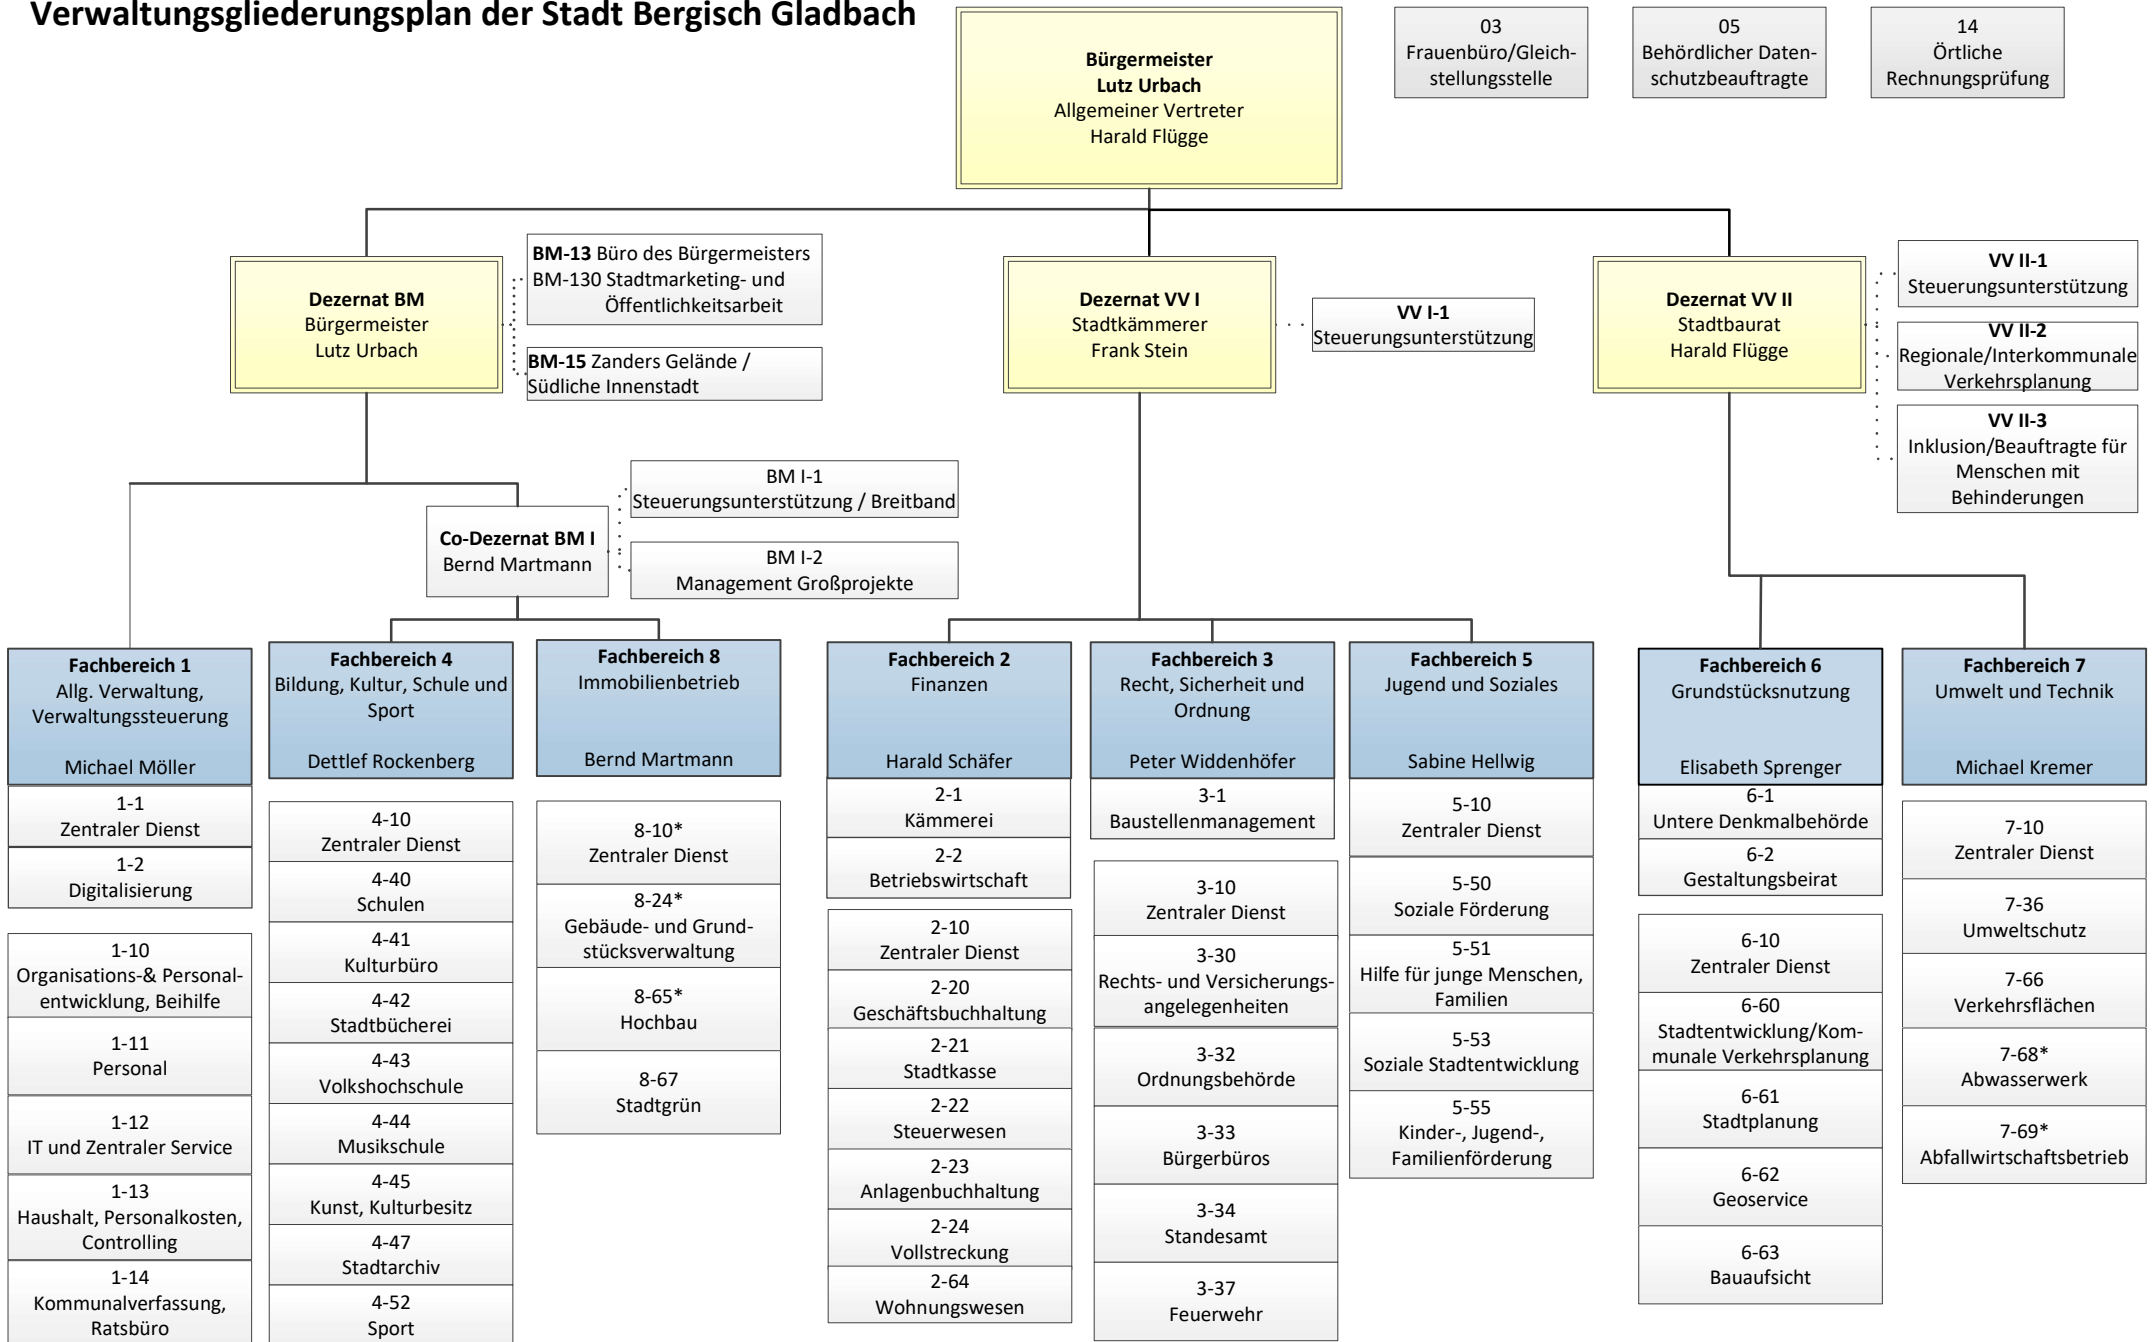 Verwaltungsgliederungsplan der Stadt Bergisch Gladbach
Bürgermeister
Lutz Urbach
Allgemeiner Vertreter
Harald Flügge
03
Frauenbüro/Gleich-
stellungsstelle
05
Behördlicher Daten-
schutzbeauftragte
14
Örtliche
Rechnungsprüfung
Dezernat BM
Bürgermeister
Lutz Urbach
BM-13 Büro des Bürgermeisters
BM-130 Stadtmarketing- und
Öffentlichkeitsarbeit
BM-15 Zanders Gelände /
Südliche Innenstadt
Dezernat VV I
Stadtkämmerer
Frank Stein
VV I-1
Steuerungsunterstützung
Dezernat VV II
Stadtbaurat
Harald Flügge
VV II-1
Steuerungsunterstützung
VV II-2
Regionale/Interkommunale
Verkehrsplanung
VV II-3
Inklusion/Beauftragte für
Menschen mit
Behinderungen
Co-Dezernat BM I
Bernd Martmann
BM I-1
Steuerungsunterstützung / Breitband
BM I-2
Management Großprojekte
Fachbereich 1
Allg. Verwaltung,
Verwaltungssteuerung
Michael Möller
1-1
Zentraler Dienst
1-2
Digitalisierung
1-10
Organisations-& Personal-
entwicklung, Beihilfe
1-11
Personal
1-12
IT und Zentraler Service
1-13
Haushalt, Personalkosten,
Controlling
1-14
Kommunalverfassung,
Ratsbüro
Fachbereich 4
Bildung, Kultur, Schule und
Sport
Dettlef Rockenberg
4-10
Zentraler Dienst
4-40
Schulen
4-41
Kulturbüro
4-42
Stadtbücherei
4-43
Volkshochschule
4-44
Musikschule
4-45
Kunst, Kulturbesitz
4-47
Stadtarchiv
4-52
Sport
Fachbereich 8
Immobilienbetrieb
Bernd Martmann
8-10*
Zentraler Dienst
8-24*
Gebäude- und Grund-
stücksverwaltung
8-65*
Hochbau
8-67
Stadtgrün
Fachbereich 2
Finanzen
Harald Schäfer
2-1
Kämmerei
2-2
Betriebswirtschaft
2-10
Zentraler Dienst
2-20
Geschäftsbuchhaltung
2-21
Stadtkasse
2-22
Steuerwesen
2-23
Anlagenbuchhaltung
2-24
Vollstreckung
2-64
Wohnungswesen
Fachbereich 3
Recht, Sicherheit und
Ordnung
Peter Widdenhöfer
3-1
Baustellenmanagement
3-10
Zentraler Dienst
3-30
Rechts- und Versicherungs-
angelegenheiten
3-32
Ordnungsbehörde
3-33
Bürgerbüros
3-34
Standesamt
3-37
Feuerwehr
Fachbereich 5
Jugend und Soziales
Sabine Hellwig
5-10
Zentraler Dienst
5-50
Soziale Förderung
5-51
Hilfe für junge Menschen,
Familien
5-53
Soziale Stadtentwicklung
5-55
Kinder-, Jugend-,
Familienförderung
Fachbereich 6
Grundstücksnutzung
Elisabeth Sprenger
6-1
Untere Denkmalbehörde
6-2
Gestaltungsbeirat
6-10
Zentraler Dienst
6-60
Stadtentwicklung/Kom-
munale Verkehrsplanung
6-61
Stadtplanung
6-62
Geoservice
6-63
Bauaufsicht
Fachbereich 7
Umwelt und Technik
Michael Kremer
7-10
Zentraler Dienst
7-36
Umweltschutz
7-66
Verkehrsflächen
7-68*
Abwasserwerk
7-69*
Abfallwirtschaftsbetrieb